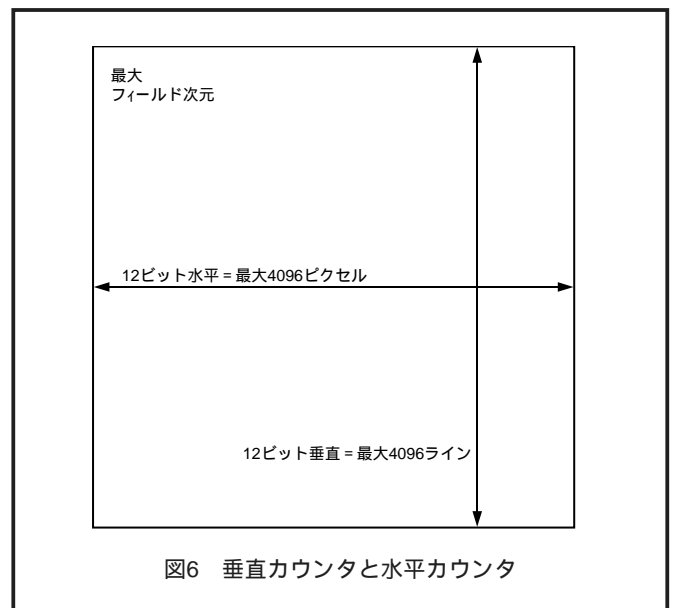 最大
フィールド次元
12ビット水平 = 最大4096ピクセル
12ビット垂直 = 最大4096ライン
図6　垂直カウンタと水平カウンタ